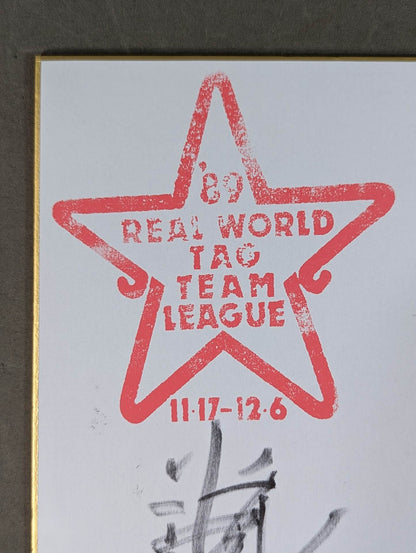 '89
REAL WORLD
TAG
TEAM
LEAGUE
11·17-12·6